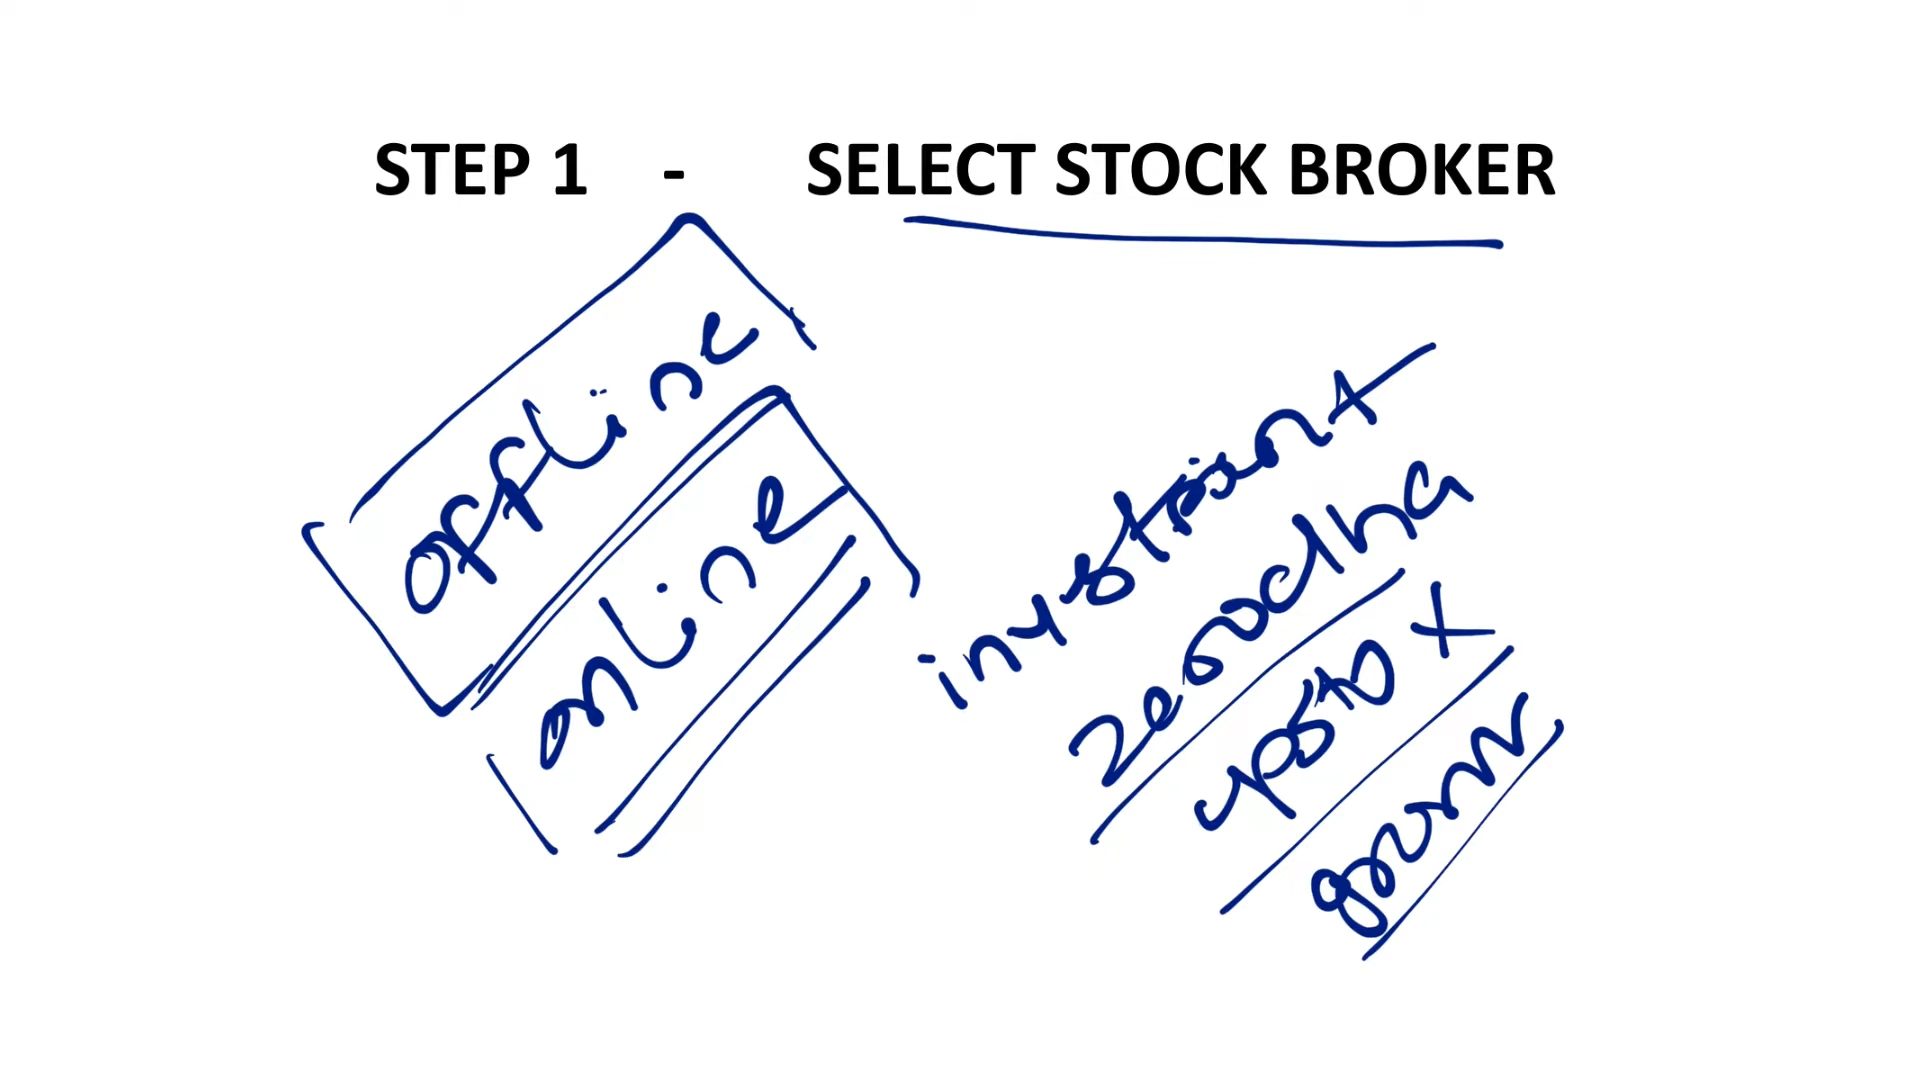 STEP 1 - SELECT STOCK BROKER
offline
online
zerodha
upstox
groww